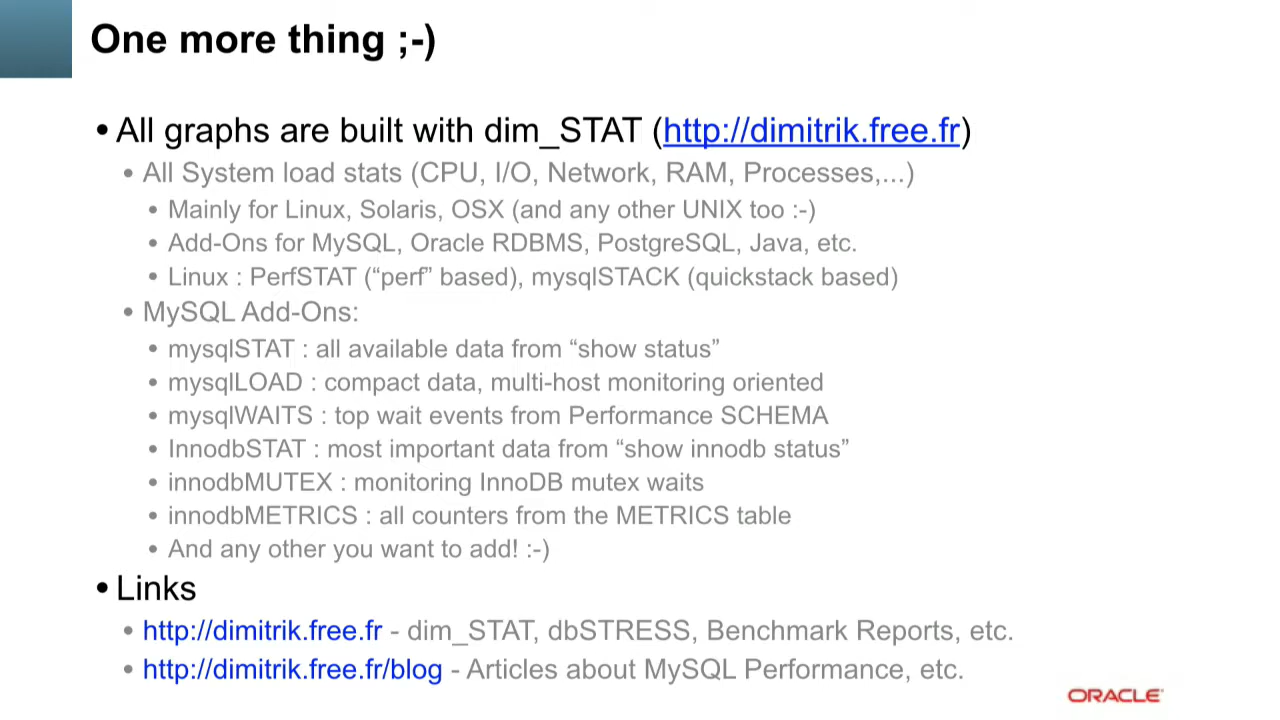 One more thing ;-)
• All graphs are built with dim_STAT (http://dimitrik.free.fr)
• All System load stats (CPU, I/O, Network, RAM, Processes,...)
• Mainly for Linux, Solaris, OSX (and any other UNIX too :-)
• Add-Ons for MySQL, Oracle RDBMS, PostgreSQL, Java, etc.
• Linux : PerfSTAT (“perf” based), mysqlSTACK (quickstack based)
• MySQL Add-Ons:
• mysqlSTAT : all available data from “show status”
• mysqlLOAD : compact data, multi-host monitoring oriented
• mysqlWAITS : top wait events from Performance SCHEMA
• InnodbSTAT : most important data from “show innodb status”
• innodbMUTEX : monitoring InnoDB mutex waits
• innodbMETRICS : all counters from the METRICS table
• And any other you want to add! :-)
• Links
• http://dimitrik.free.fr - dim_STAT, dbSTRESS, Benchmark Reports, etc.
• http://dimitrik.free.fr/blog - Articles about MySQL Performance, etc.
ORACLE